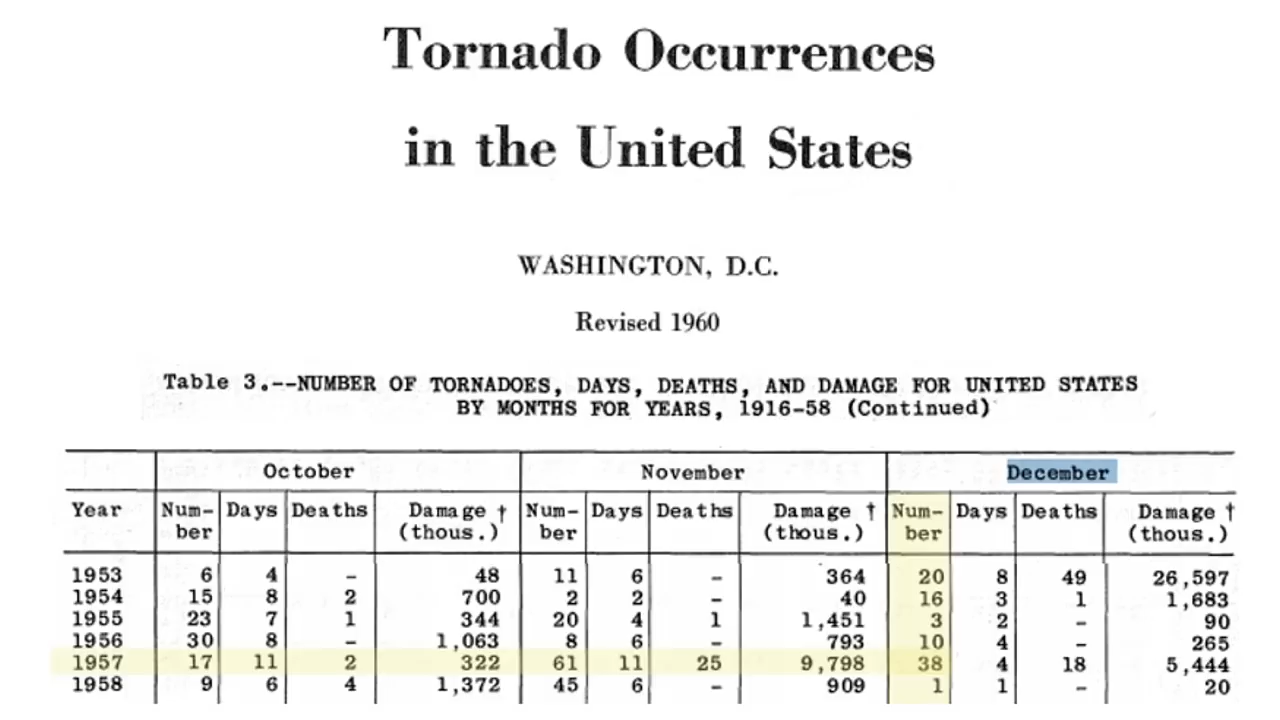 Tornado Occurrences
in the United States
WASHINGTON, D.C.
Revised 1960
Table 3.--NUMBER OF TORNADOES, DAYS, DEATHS, AND DAMAGE FOR UNITED STATES
BY MONTHS FOR YEARS, 1916-58 (Continued)
October November December
Year Num- Days Deaths Damage † Num- Days Deaths Damage † Num- Days Deaths Damage †
ber (thous.) ber (thous.) ber (thous.)
1953 6 4 - 48 11 6 - 364 20 8 49 26,597
1954 15 8 2 700 2 2 - 40 16 3 1 1,683
1955 23 7 1 344 20 4 1 1,451 3 2 - 90
1956 30 8 - 1,063 8 6 - 793 10 4 - 265
1957 17 11 2 322 61 11 25 9,798 38 4 18 5,444
1958 9 6 4 1,372 45 6 - 909 1 1 - 20